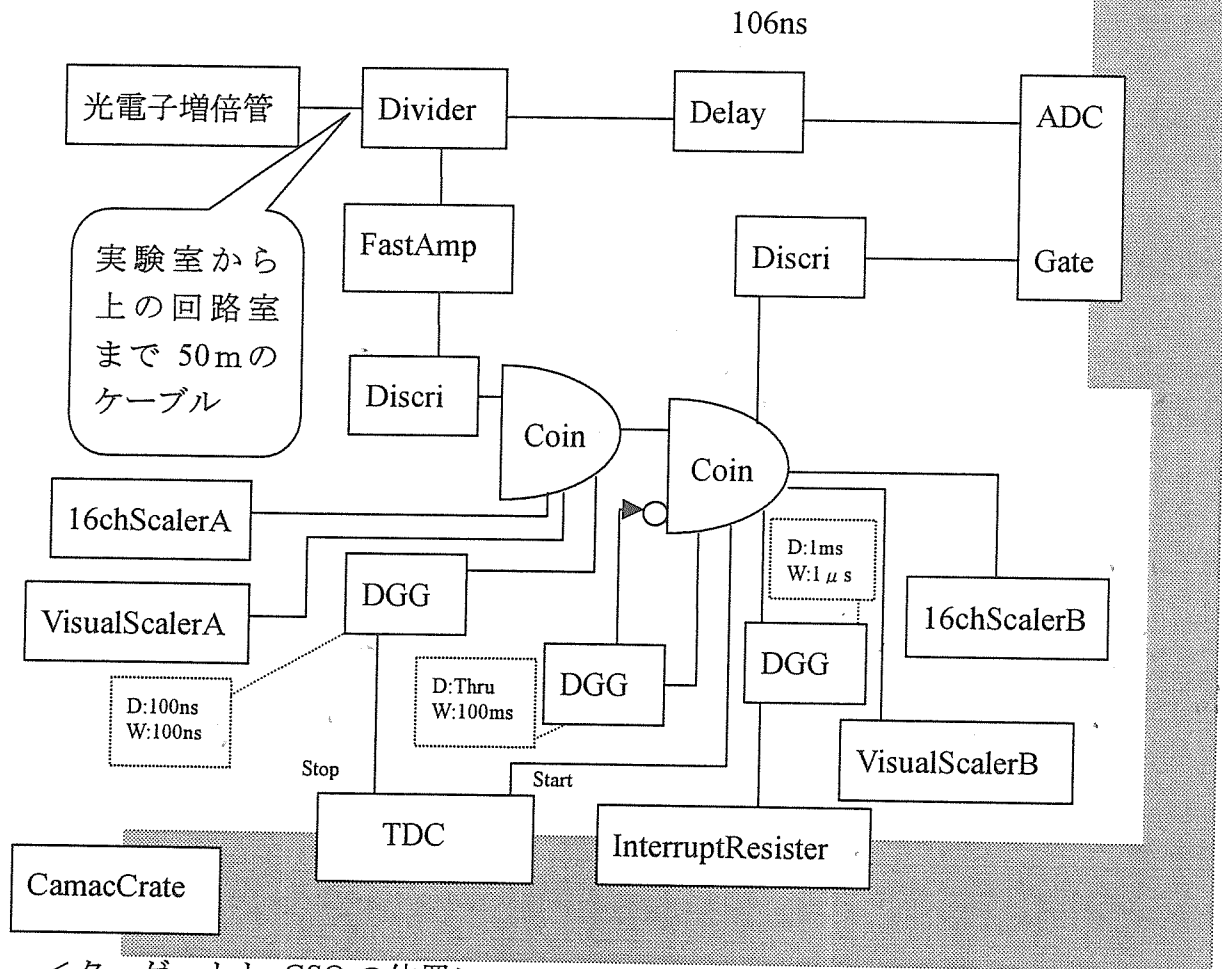 106ns
光電子増倍管
Divider
Delay
ADC
実験室から
上の回路室
まで 50mの
ケーブル
FastAmp
Discri
Gate
Discri
Coin
Coin
16chScalerA
D:1ms
W:1μs
DGG
VisualScalerA
16chScalerB
DGG
DGG
D:Thru
W:100ms
D:100ns
W:100ns
VisualScalerB
Stop
Start
TDC
InterruptResister
CamacCrate